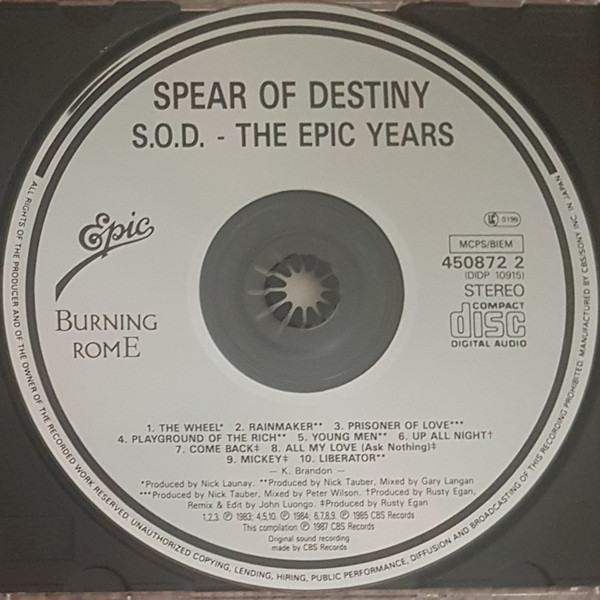 SPEAR OF DESTINY
S.O.D. - THE EPIC YEARS
Epic
BURNING
ROME
LC 0199
MCPS/BIEM
450872 2
(DIDP 10915)
STEREO
COMPACT
disc
DIGITAL AUDIO
1. THE WHEEL* 2. RAINMAKER** 3. PRISONER OF LOVE***
4. PLAYGROUND OF THE RICH** 5. YOUNG MEN** 6. UP ALL NIGHT†
7. COME BACK‡ 8. ALL MY LOVE (Ask Nothing)‡
9. MICKEY‡ 10. LIBERATOR**
— K. Brandon —
*Produced by Nick Launay. **Produced by Nick Tauber, Mixed by Gary Langan
***Produced by Nick Tauber, Mixed by Peter Wilson. †Produced by Rusty Egan,
Remix & Edit by John Luongo. ‡Produced by Rusty Egan
1,2,3. ℗ 1983; 4,5,10. ℗ 1984; 6,7,8,9. ℗ 1985 CBS Records
This compilation ℗ 1987 CBS Records
Original sound recording
made by CBS Records
ALL RIGHTS OF THE PRODUCER AND OF THE OWNER OF THE RECORDED WORK RESERVED. UNAUTHORIZED COPYING, LENDING, HIRING, PUBLIC PERFORMANCE, DIFFUSION AND BROADCASTING OF THIS RECORDING PROHIBITED. MANUFACTURED BY CBS/SONY INC. IN JAPAN